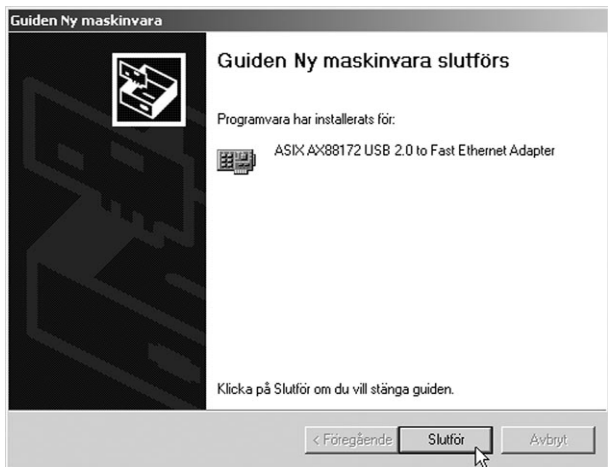 Guiden Ny maskinvara
Guiden Ny maskinvara slutförs
Programvara har installerats för:
ASIX AX88172 USB 2.0 to Fast Ethernet Adapter
Klicka på Slutför om du vill stänga guiden.
< Föregående Slutför Avbryt